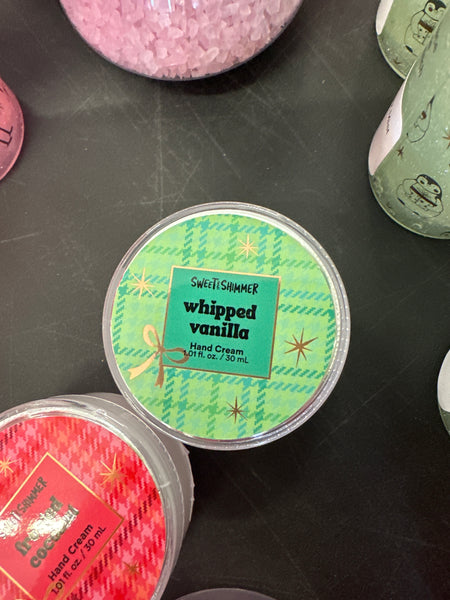 SWEET & SHIMMER
whipped
vanilla
Hand Cream
1.01 fl. oz. / 30 mL
SHIMMER
Hand Cream
1.01 fl. oz. / 30 mL